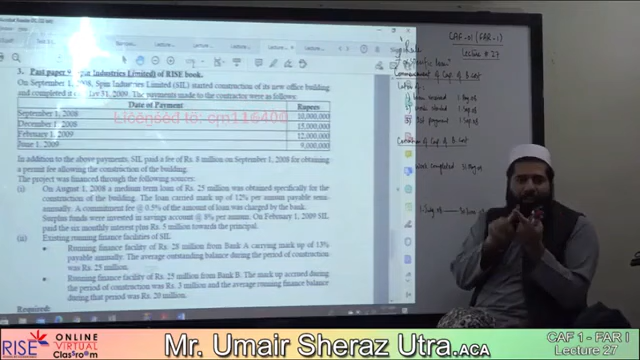 3. Past paper of Spin Industries Limited) of RISE book.
On September 1, 2008, Spin Industries Limited (SIL) started construction of its new office building
and completed it 31, 2009. The payments made to the contractor were as follows:
Date of Payment Rupees
September 1, 2008 10,000,000
December 1, 2008 15,000,000
February 1, 2009 12,000,000
June 1, 2009 9,000,000
Licensed to: cm116400
In addition to the above payments, SIL paid a fee of Rs. 8 million on September 1, 2008 for obtaining
a permit allowing the construction of the building.
The project was financed through the following sources:
(i) On August 1, 2008 a medium term loan of Rs. 25 million was obtained specifically for the
construction of the building. The loan carried mark up of 12% per annum payable semi-
annually. A commitment fee @ 0.5% of the amount of loan was charged by the bank.
Surplus funds were invested in savings account @ 8% per annum. On February 1, 2009 SIL
paid the six monthly interest plus Rs. 5 million towards the principal.
(ii) Existing running finance facilities of SIL
• Running finance facility of Rs. 28 million from Bank A carrying mark up of 13%
payable annually. The average outstanding balance during the period of construction
was Rs. 25 million.
• Running finance facility of Rs. 25 million from Bank B. The mark up accrued during
the period of construction was Rs. 3 million and the average running finance balance
during that period was Rs. 20 million.
Required:
CAF-01 (FAR-1)
Lecture # 27
Specific loan
Commencement of Cap. of B. Cost
Later of:
1) loan received 1 Aug 08
2) work started 1 Sep 08
3) 1st payment 1 Sep 08
Cessation of Cap. of B. Cost
Work completed
RISE
ONLINE
VIRTUAL
Classroom
Mr. Umair Sheraz Utra.ACA
CAF 1 - FAR I
Lecture 27